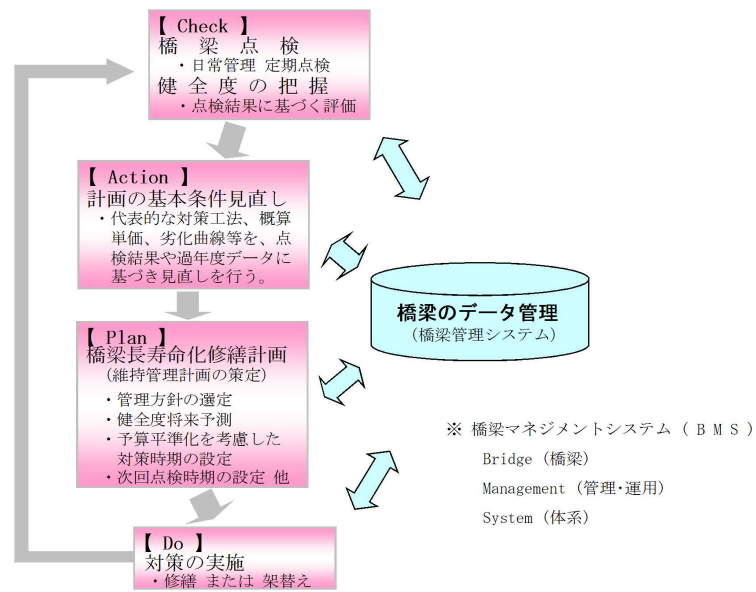 【 Check 】
橋 梁 点 検
・日常管理 定期点検
健 全 度 の 把 握
・点検結果に基づく評価
【 Action 】
計画の基本条件見直し
・代表的な対策工法、概算
単価、劣化曲線等を、点
検結果や過年度データに
基づき見直しを行う。
【 Plan 】
橋梁長寿命化修繕計画
(維持管理計画の策定)
・管理方針の選定
・健全度将来予測
・予算平準化を考慮した
対策時期の設定
・次回点検時期の設定 他
【 Do 】
対策の実施
・修繕 または 架替え
橋梁のデータ管理
(橋梁管理システム)
※ 橋梁マネジメントシステム ( B M S )
Bridge (橋梁)
Management (管理・運用)
System (体系)